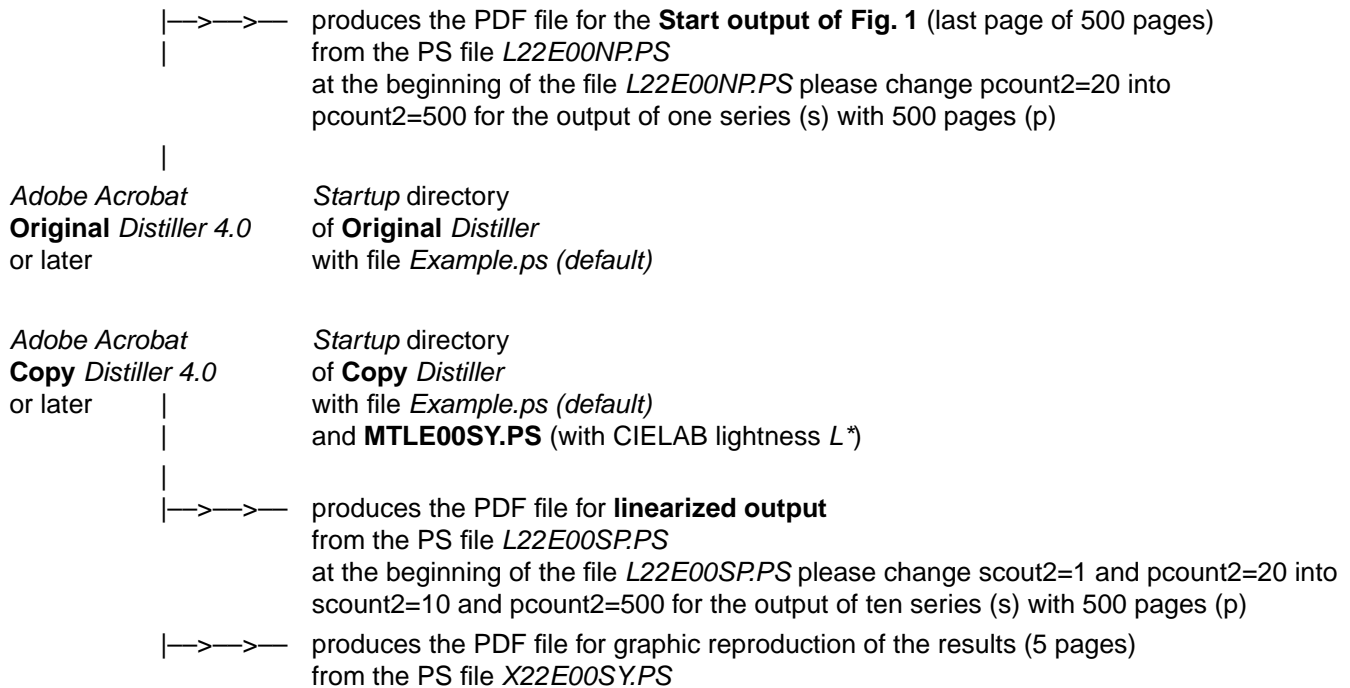 |—>—>— produces the PDF file for the Start output of Fig. 1 (last page of 500 pages)
| from the PS file L22E00NP.PS
at the beginning of the file L22E00NP.PS please change pcount2=20 into
pcount2=500 for the output of one series (s) with 500 pages (p)
|
Adobe Acrobat Startup directory
Original Distiller 4.0 of Original Distiller
or later with file Example.ps (default)
Adobe Acrobat Startup directory
Copy Distiller 4.0 of Copy Distiller
or later | with file Example.ps (default)
| and MTLE00SY.PS (with CIELAB lightness L*)
|
|—>—>— produces the PDF file for linearized output
from the PS file L22E00SP.PS
at the beginning of the file L22E00SP.PS please change scout2=1 and pcount2=20 into
scount2=10 and pcount2=500 for the output of ten series (s) with 500 pages (p)
|—>—>— produces the PDF file for graphic reproduction of the results (5 pages)
from the PS file X22E00SY.PS